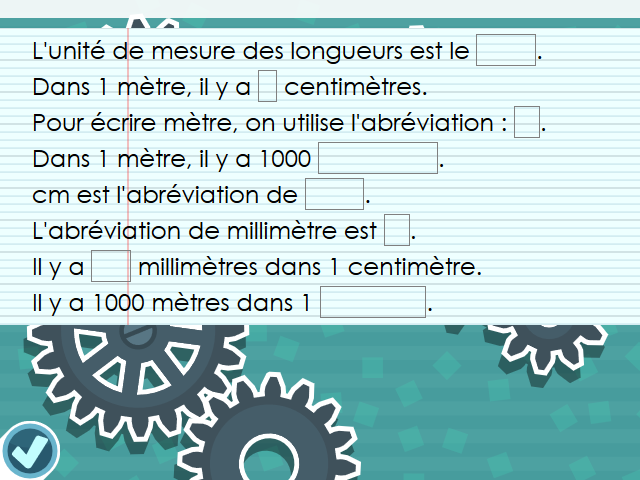 L'unité de mesure des longueurs est le .
Dans 1 mètre, il y a centimètres.
Pour écrire mètre, on utilise l'abréviation : .
Dans 1 mètre, il y a 1000 .
cm est l'abréviation de .
L'abréviation de millimètre est .
Il y a millimètres dans 1 centimètre.
Il y a 1000 mètres dans 1 .